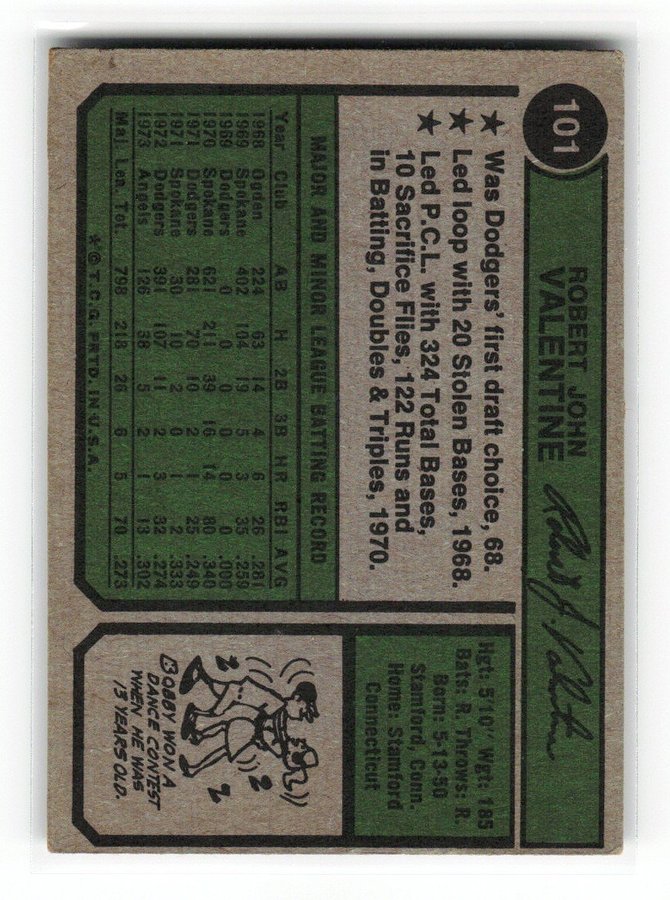 101
ROBERT JOHN
VALENTINE
Robert J. Valentine
★ Was Dodgers' first draft choice, 68.
★ Led loop with 20 Stolen Bases, 1968.
★ Led P.C.L. with 324 Total Bases,
10 Sacrifice Flies, 122 Runs and
in Batting, Doubles & Triples, 1970.
Hgt: 5'10" Wgt: 185
Bats: R. Throws: R.
Born: 5-13-50
Stamford, Conn.
Home: Stamford
Connecticut
MAJOR AND MINOR LEAGUE BATTING RECORD
Year Club AB H 2B 3B HR RBI AVG
1968 Ogden 224 63 14 4 6 26 .281
1969 Spokane 402 104 19 5 3 35 .259
1969 Dodgers 0 0 0 0 0 0 .000
1970 Spokane 621 211 39 16 14 80 .340
1971 Dodgers 281 70 10 2 1 25 .249
1971 Spokane 30 10 2 0 1 2 .333
1972 Dodgers 391 107 11 2 3 32 .274
1973 Angels 126 38 5 2 1 13 .302
Maj. Lea. Tot. 798 218 26 6 5 70 .273
*© T.C.G. PRTD. IN U.S.A.
Z Z Z
BOBBY WON A
DANCE CONTEST
WHEN HE WAS
13 YEARS OLD.